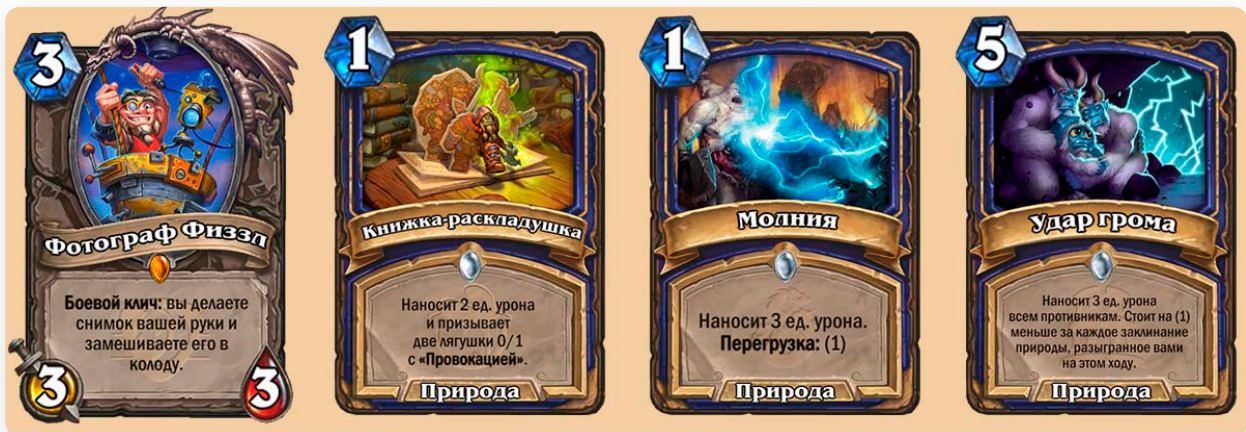 3
Фотограф Физзл
Боевой клич: вы делаете
снимок вашей руки и
замешиваете его в
колоду.
3
3
1
Книжка-раскладушка
Наносит 2 ед. урона
и призывает
две лягушки 0/1
с «Провокацией».
Природа
1
Молния
Наносит 3 ед. урона.
Перегрузка: (1)
Природа
5
Удар грома
Наносит 3 ед. урона
всем противникам. Стоит на (1)
меньше за каждое заклинание
природы, разыгранное вами
на этом ходу.
Природа